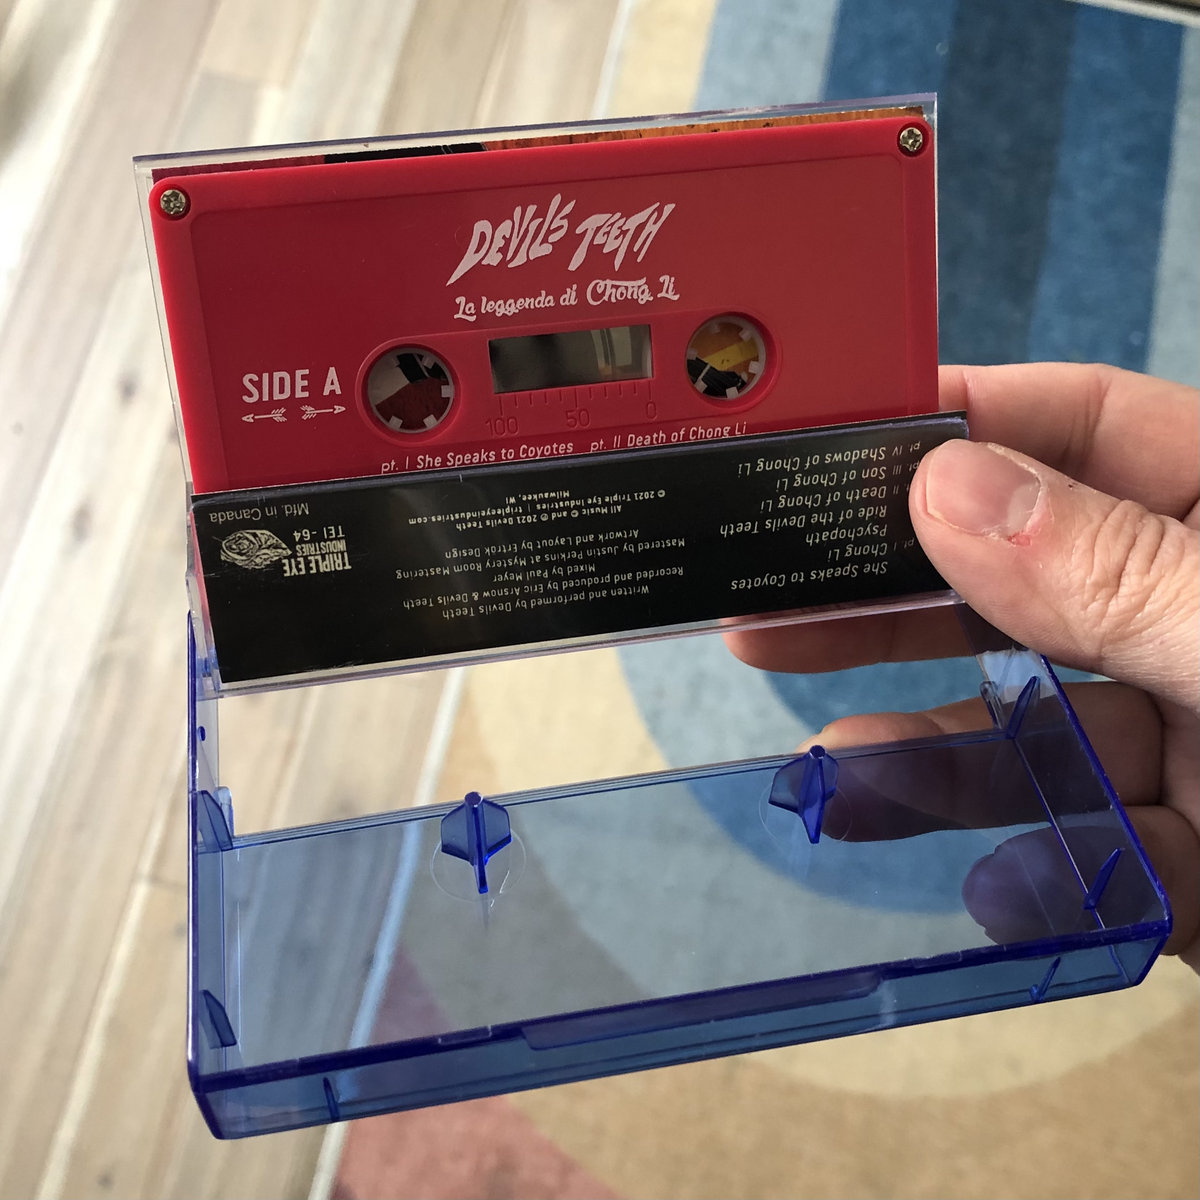 DEVILS TEETH
La leggenda di Chong Li
SIDE A
100 50 0
pt. I She Speaks to Coyotes pt. II Death of Chong Li
She Speaks to Coyotes
pt. I
Chong Li
Psychopath
Ride of the Devils Teeth
pt. II Death of Chong Li
pt. III Son of Chong Li
pt. IV Shadows of Chong Li
Written and performed by Devils Teeth
Recorded and produced by Eric Arsnow & Devils Teeth
Mixed by Paul Meyer
Mastered by Justin Perkins at Mystery Room Mastering
Artwork and Layout by Effrok Design
All Music © and ℗ 2021 Devils Teeth
© 2021 Triple Eye Industries | tripleeyeindustries.com
Milwaukee, WI
TRIPLE EYE
INDUSTRIES
TEI-64
Mfd. in Canada